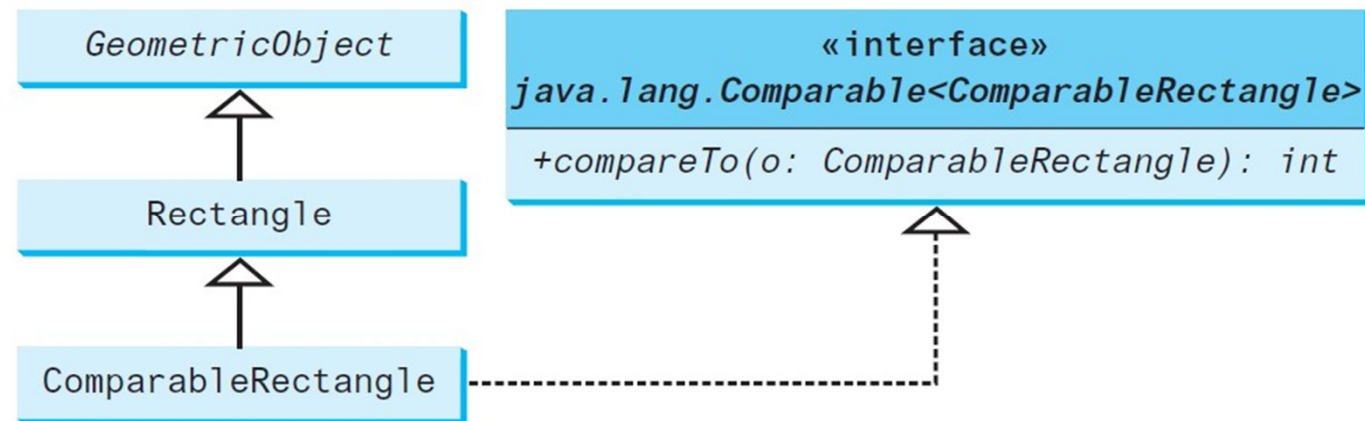 GeometricObject
Rectangle
ComparableRectangle
«interface»
java.lang.Comparable<ComparableRectangle>
+compareTo(o: ComparableRectangle): int